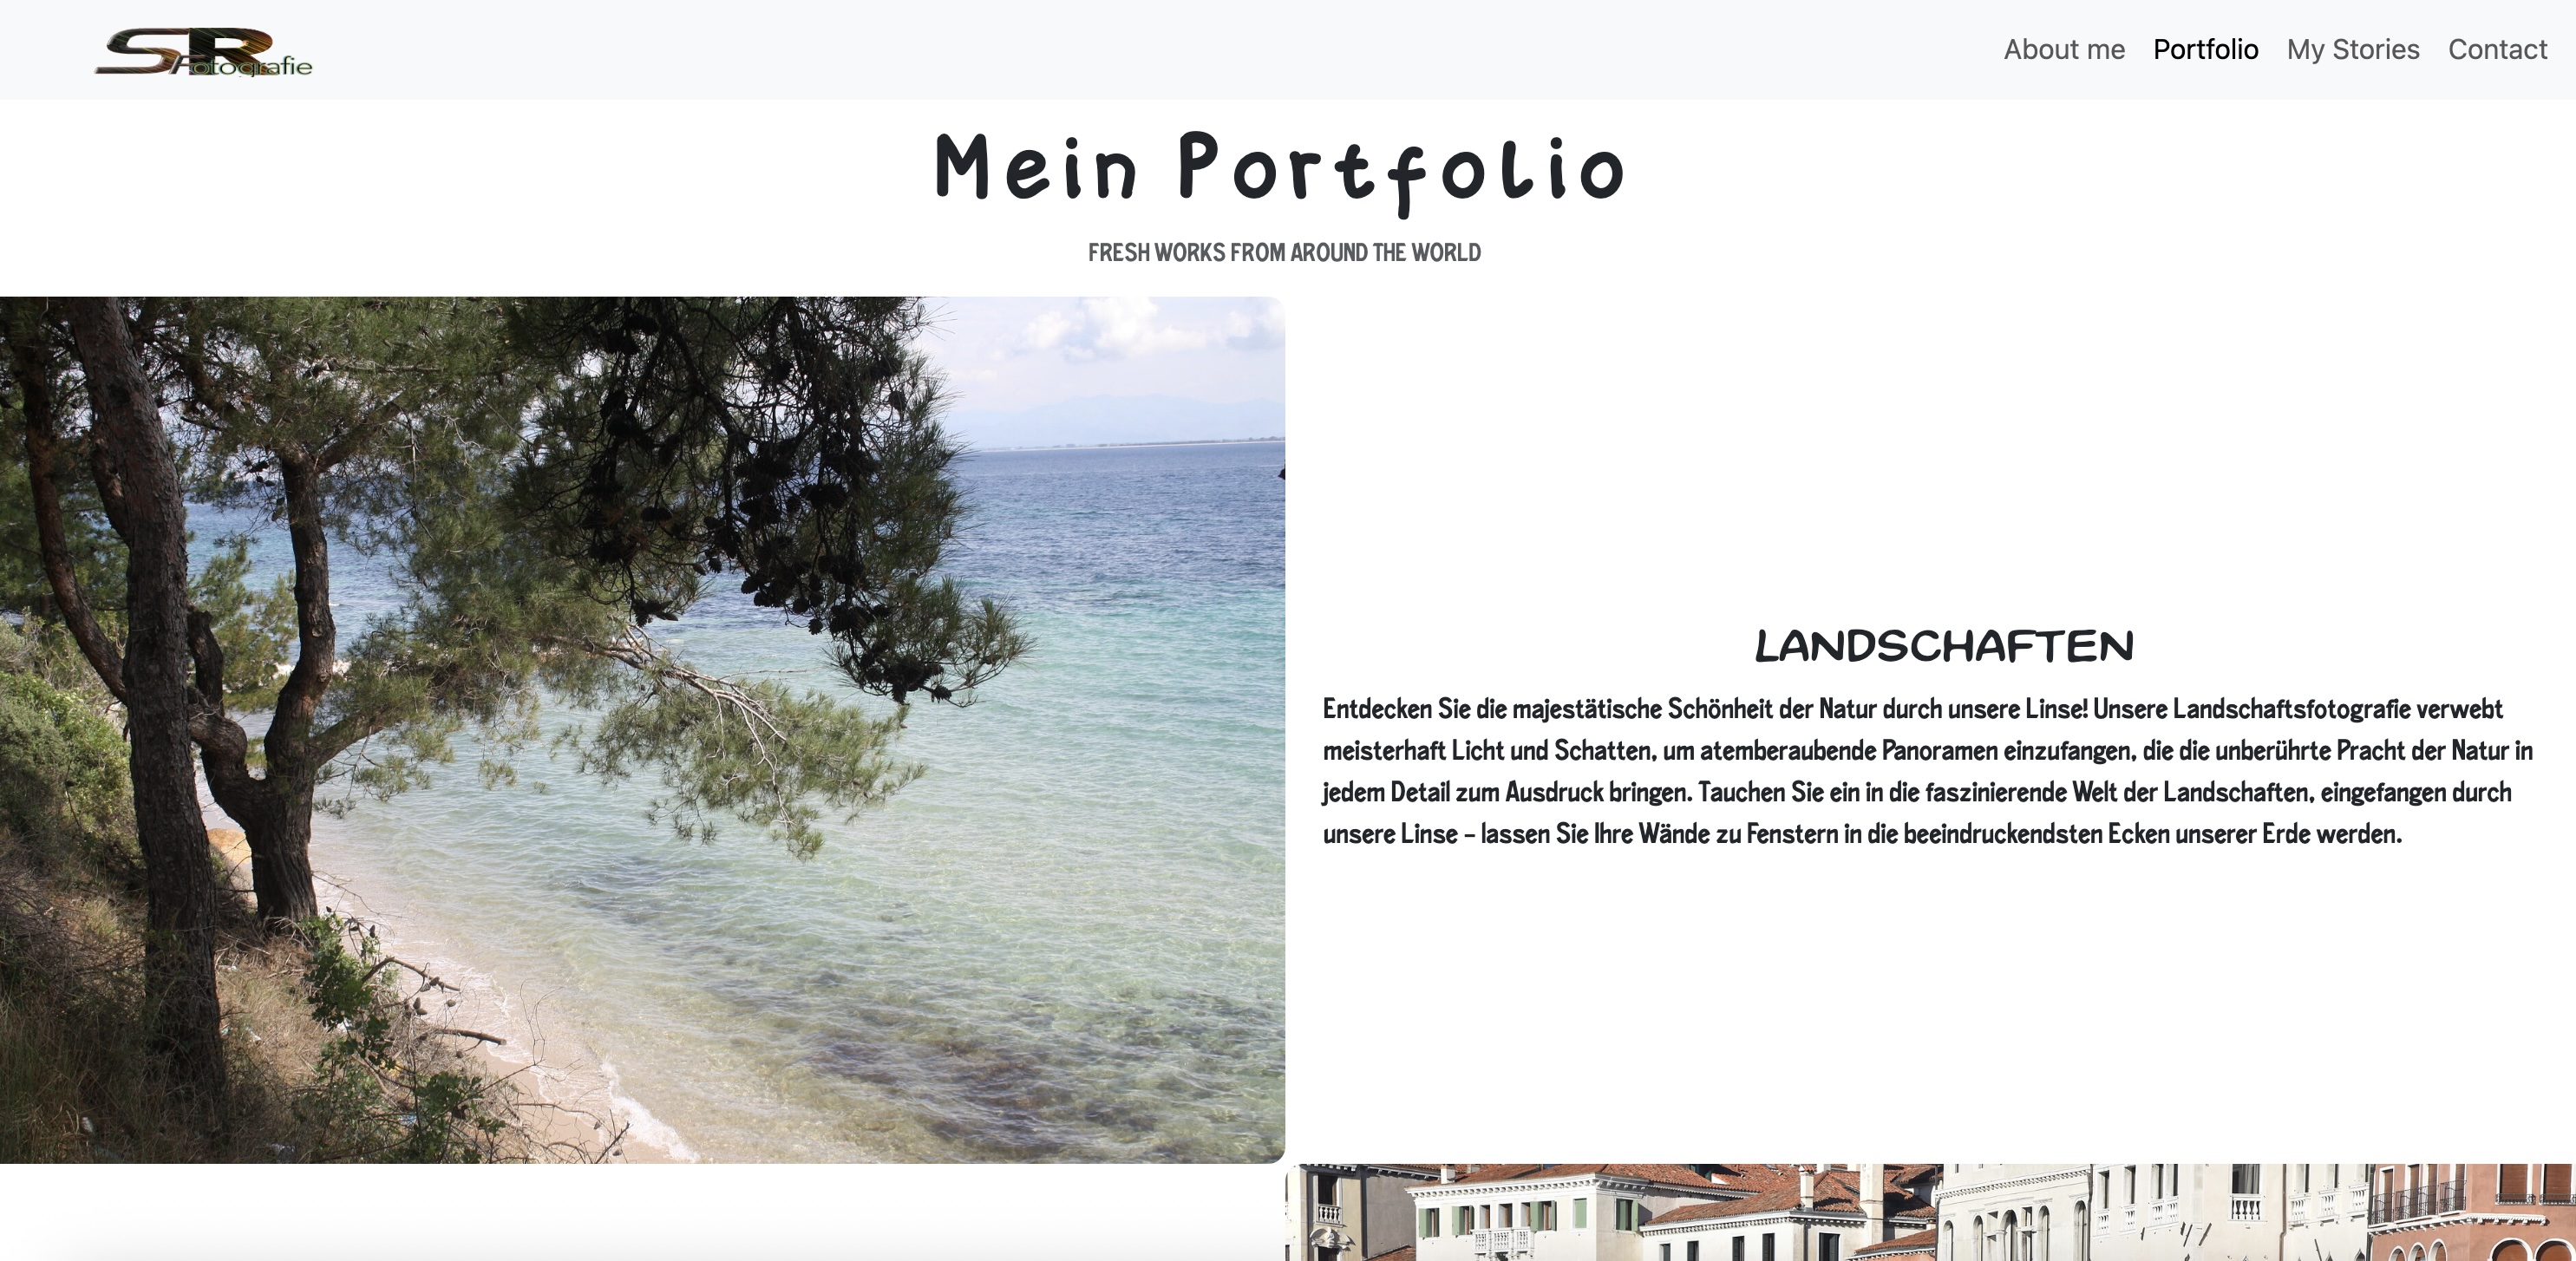 SR
Fotografie
About me Portfolio My Stories Contact
Mein Portfolio
FRESH WORKS FROM AROUND THE WORLD
LANDSCHAFTEN
Entdecken Sie die majestätische Schönheit der Natur durch unsere Linse! Unsere Landschaftsfotografie verwebt
meisterhaft Licht und Schatten, um atemberaubende Panoramen einzufangen, die die unberührte Pracht der Natur in
jedem Detail zum Ausdruck bringen. Tauchen Sie ein in die faszinierende Welt der Landschaften, eingefangen durch
unsere Linse – lassen Sie Ihre Wände zu Fenstern in die beeindruckendsten Ecken unserer Erde werden.